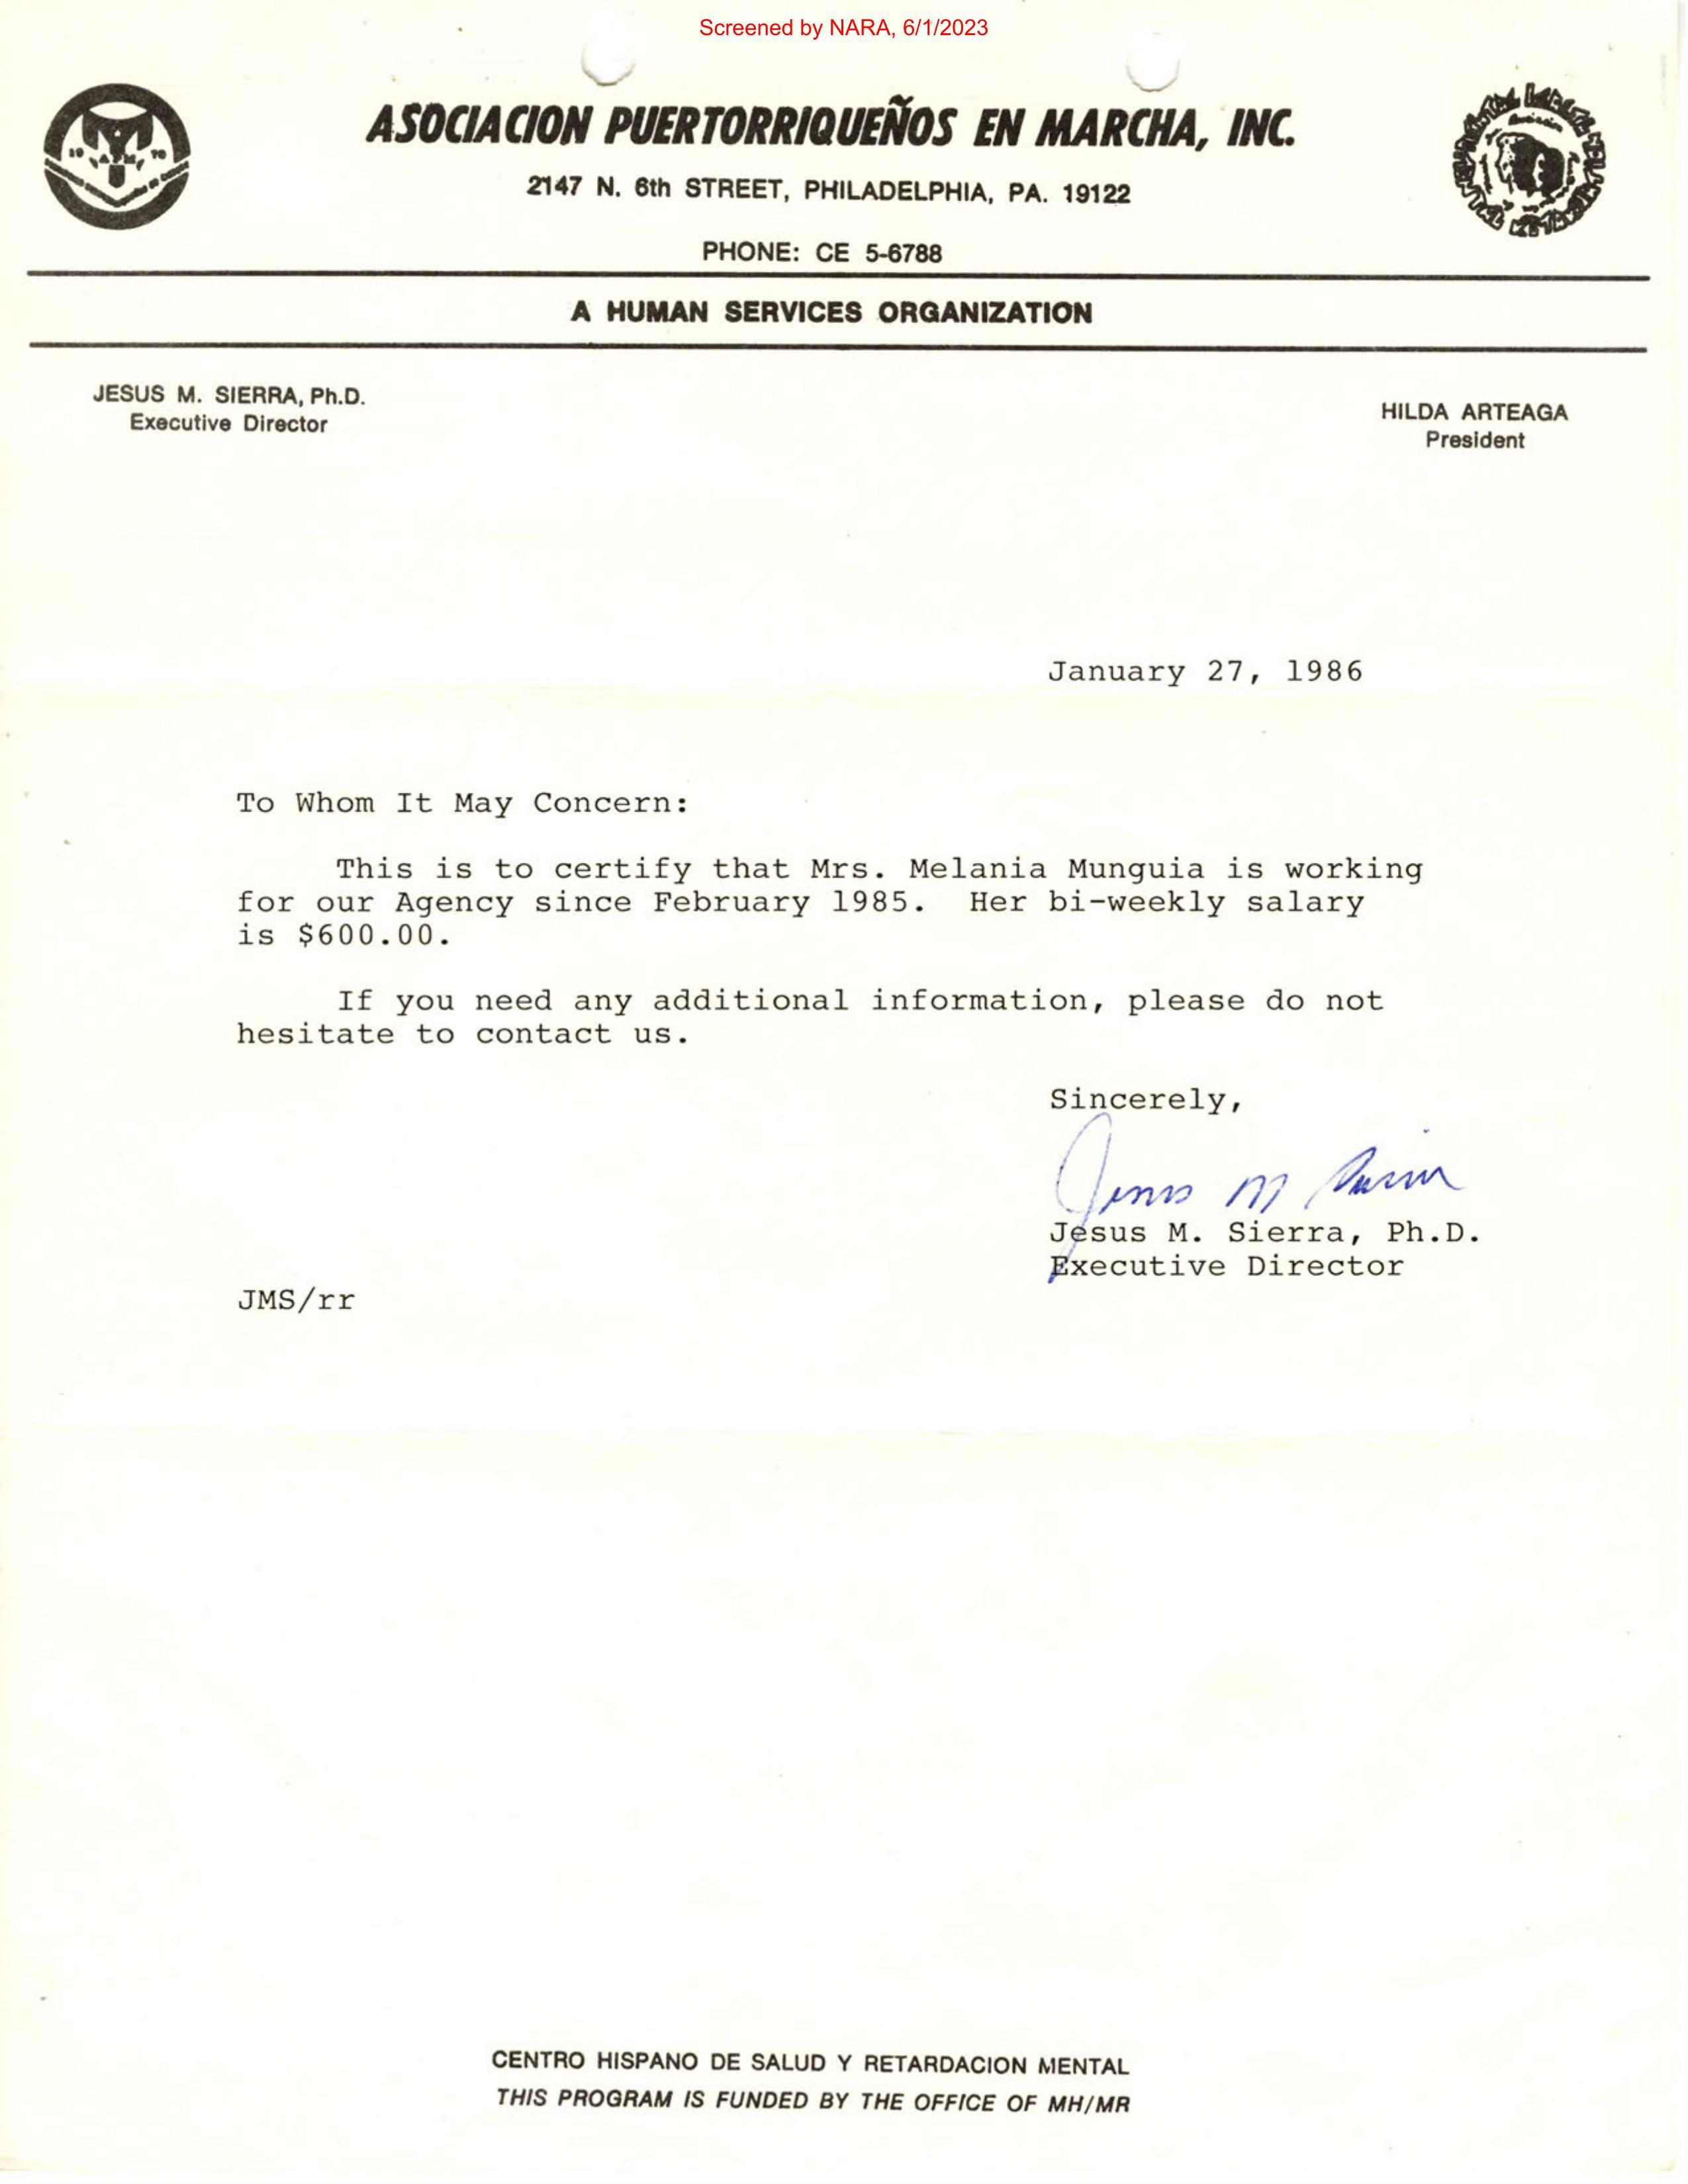 Screened by NARA, 6/1/2023
ASOCIACION PUERTORRIQUEÑOS EN MARCHA, INC.
2147 N. 6th STREET, PHILADELPHIA, PA. 19122
PHONE: CE 5-6788
A HUMAN SERVICES ORGANIZATION
JESUS M. SIERRA, Ph.D.
Executive Director
HILDA ARTEAGA
President
January 27, 1986
To Whom It May Concern:
This is to certify that Mrs. Melania Munguia is working
for our Agency since February 1985. Her bi-weekly salary
is $600.00.
If you need any additional information, please do not
hesitate to contact us.
Sincerely,
Jesus M Sierra
Jesus M. Sierra, Ph.D.
Executive Director
JMS/rr
CENTRO HISPANO DE SALUD Y RETARDACION MENTAL
THIS PROGRAM IS FUNDED BY THE OFFICE OF MH/MR